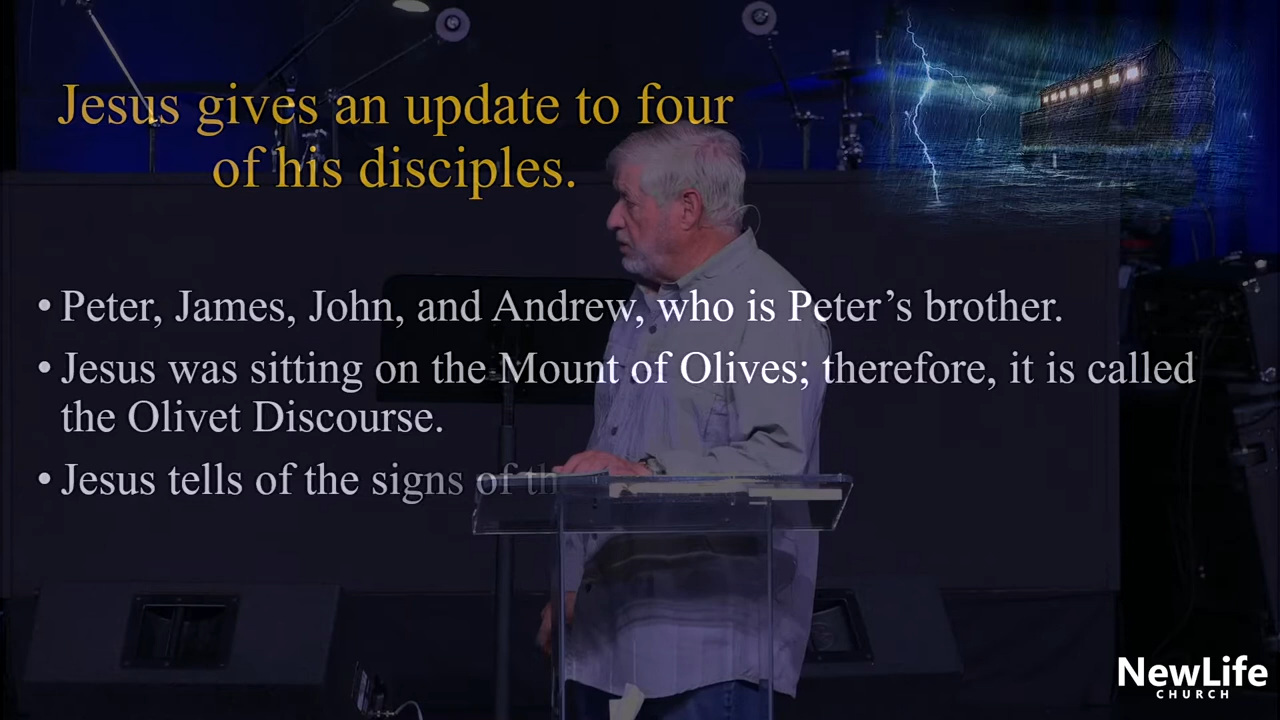 Jesus gives an update to four
of his disciples.
• Peter, James, John, and Andrew, who is Peter’s brother.
• Jesus was sitting on the Mount of Olives; therefore, it is called
the Olivet Discourse.
• Jesus tells of the signs of th
NewLife
CHURCH